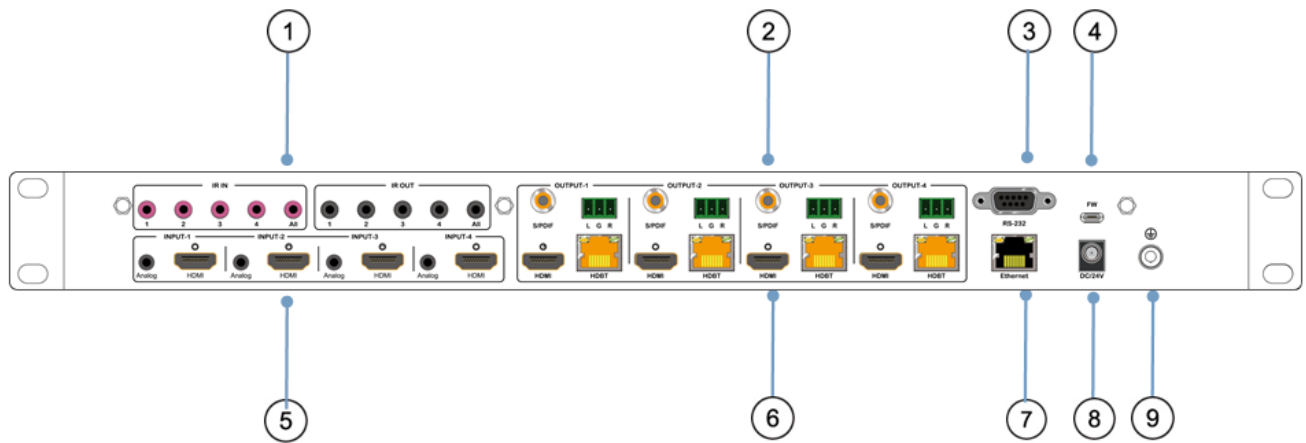 1 2 3 4
IR IN IR OUT OUTPUT-1 OUTPUT-2 OUTPUT-3 OUTPUT-4
S/PDIF L G R S/PDIF L G R S/PDIF L G R S/PDIF L G R RS-232 FW
1 2 3 4 All 1 2 3 4 All
INPUT-1 INPUT-2 INPUT-3 INPUT-4
Analog HDMI Analog HDMI Analog HDMI Analog HDMI
HDMI HDBT HDMI HDBT HDMI HDBT HDMI HDBT Ethernet DC/24V
5 6 7 8 9